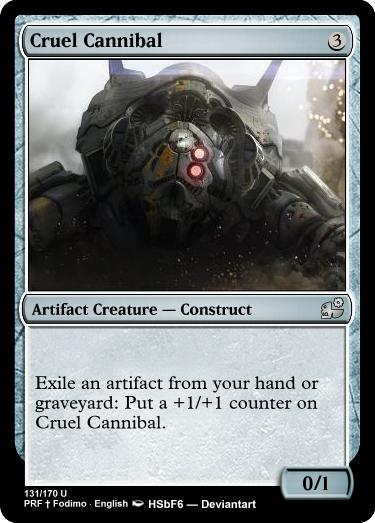 Cruel Cannibal 3
Artifact Creature — Construct
Exile an artifact from your hand or
graveyard: Put a +1/+1 counter on
Cruel Cannibal.
0/1
131/170 U
PRF † Fodimo · English HSbF6 — Deviantart